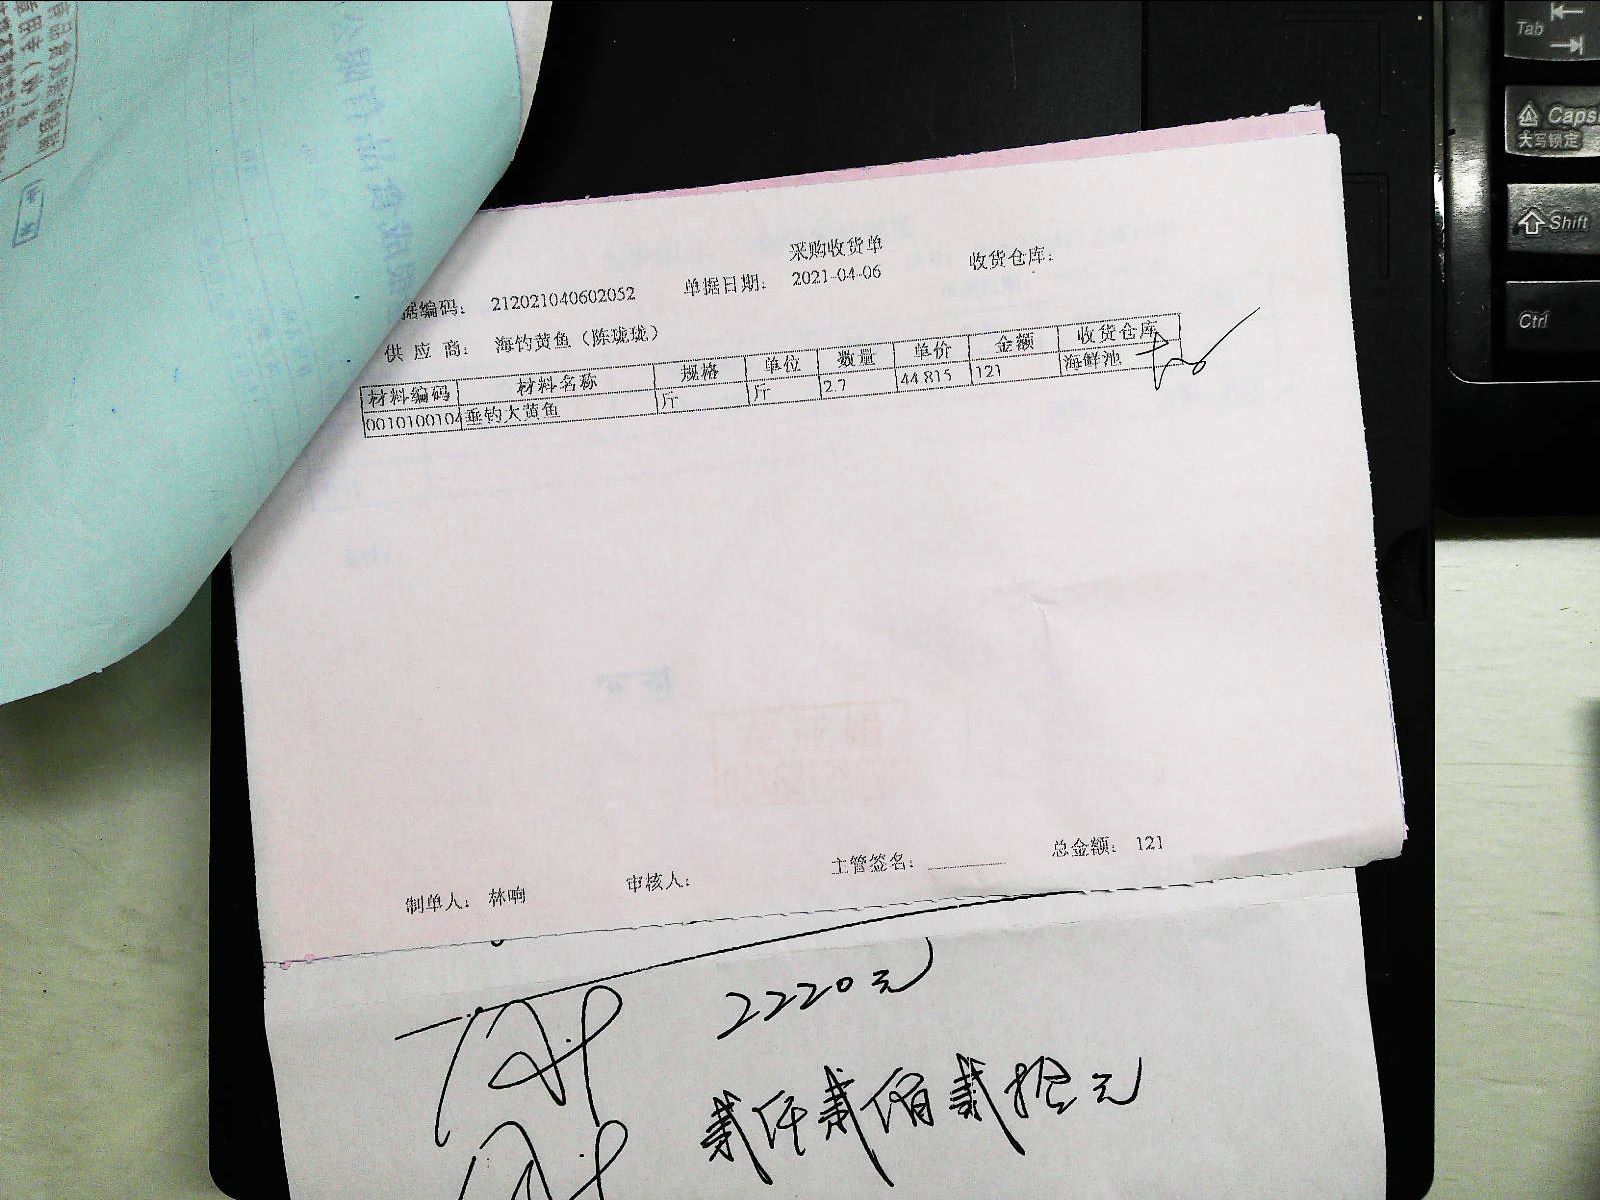 采购收货单
据编码: 212021040602052 单据日期: 2021-04-06 收货仓库:
供应商: 海钓黄鱼(陈珑珑)
材料编码 材料名称 规格 单位 数量 单价 金额 收货仓库
0010100104 垂钓大黄鱼 斤 斤 2.7 44.815 121 海鲜池
制单人: 林响 审核人: 主管签名: 总金额: 121
2220元
贰仟贰佰贰拾元
Tab
Caps
大写锁定
Shift
Ctrl